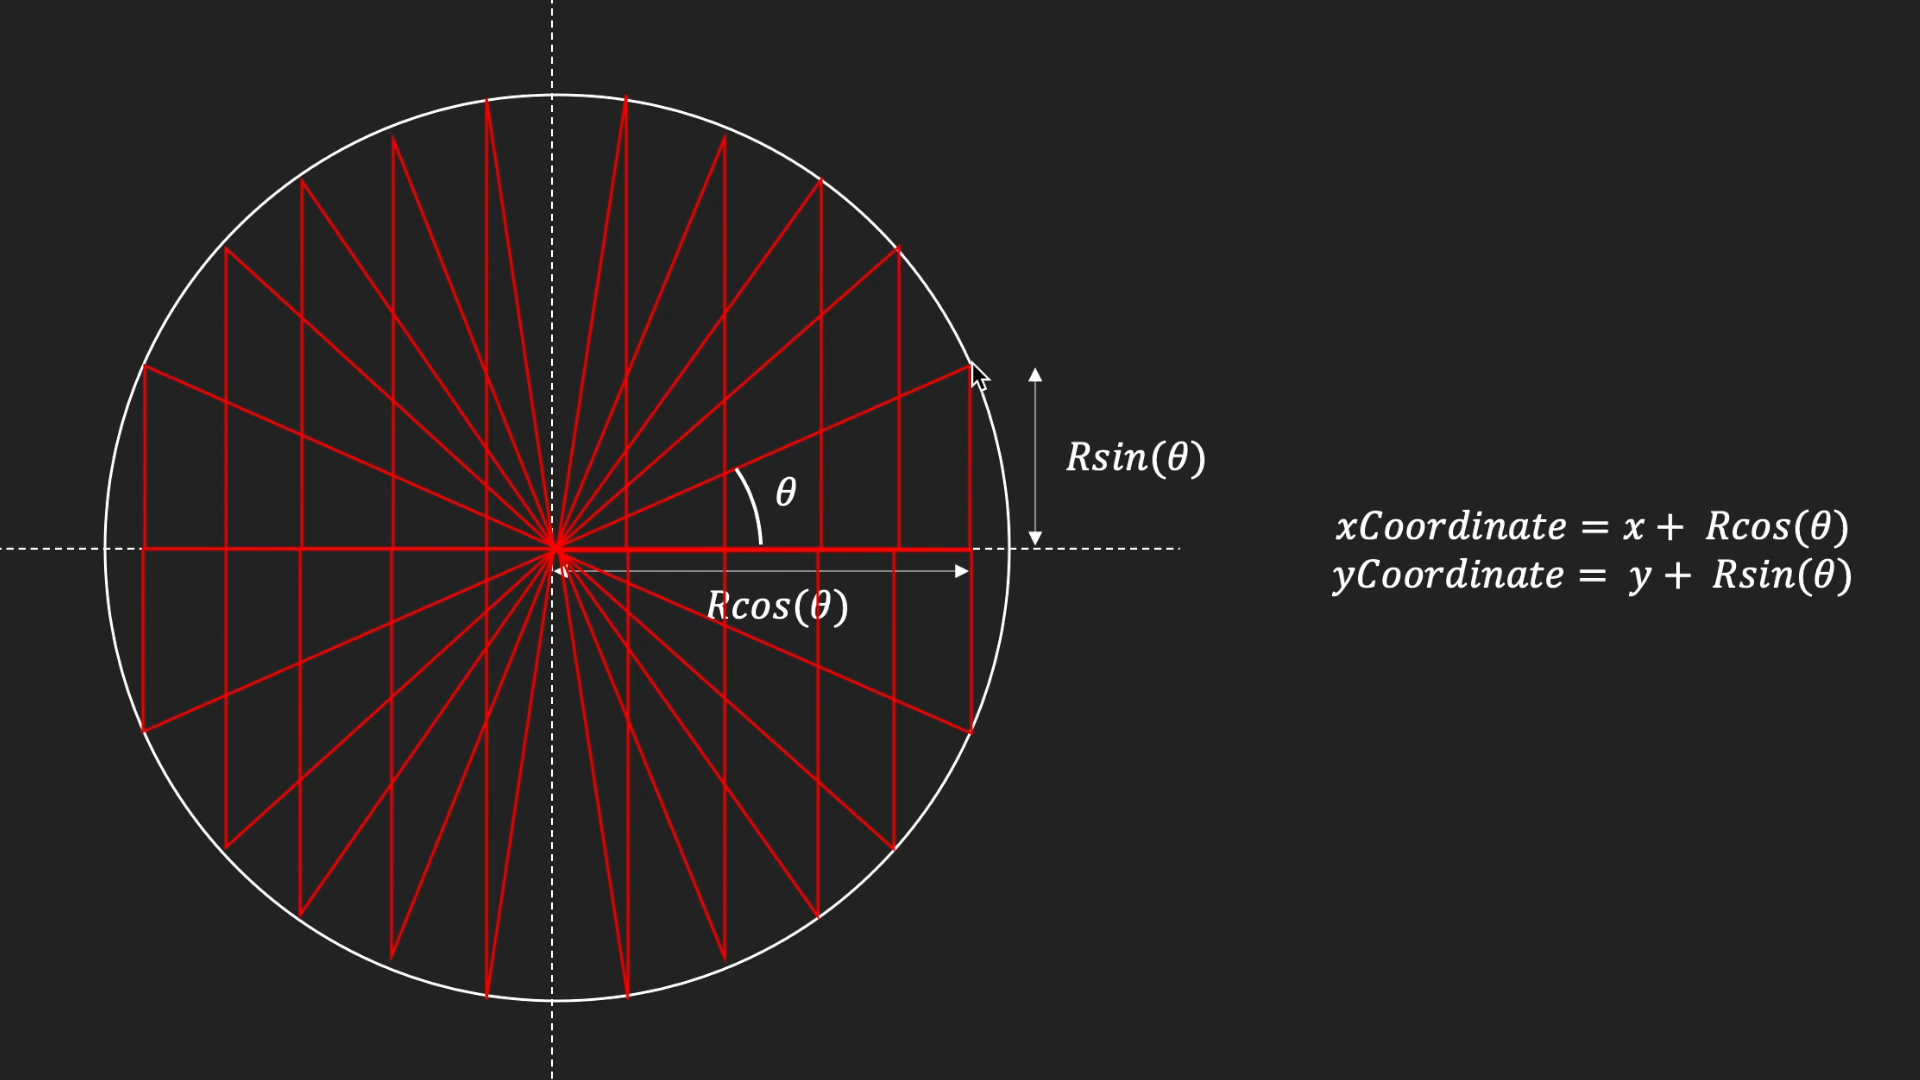 Rsin(θ)
θ
Rcos(θ)
xCoordinate = x + Rcos(θ)
yCoordinate = y + Rsin(θ)